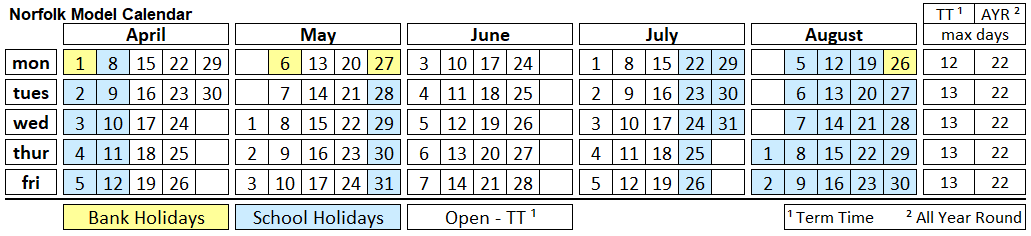 Norfolk Model Calendar TT ¹ AYR ²
April May June July August max days
mon 1 8 15 22 29 6 13 20 27 3 10 17 24 1 8 15 22 29 5 12 19 26 12 22
tues 2 9 16 23 30 7 14 21 28 4 11 18 25 2 9 16 23 30 6 13 20 27 13 22
wed 3 10 17 24 1 8 15 22 29 5 12 19 26 3 10 17 24 31 7 14 21 28 13 22
thur 4 11 18 25 2 9 16 23 30 6 13 20 27 4 11 18 25 1 8 15 22 29 13 22
fri 5 12 19 26 3 10 17 24 31 7 14 21 28 5 12 19 26 2 9 16 23 30 13 22
Bank Holidays School Holidays Open - TT ¹ ¹ Term Time ² All Year Round